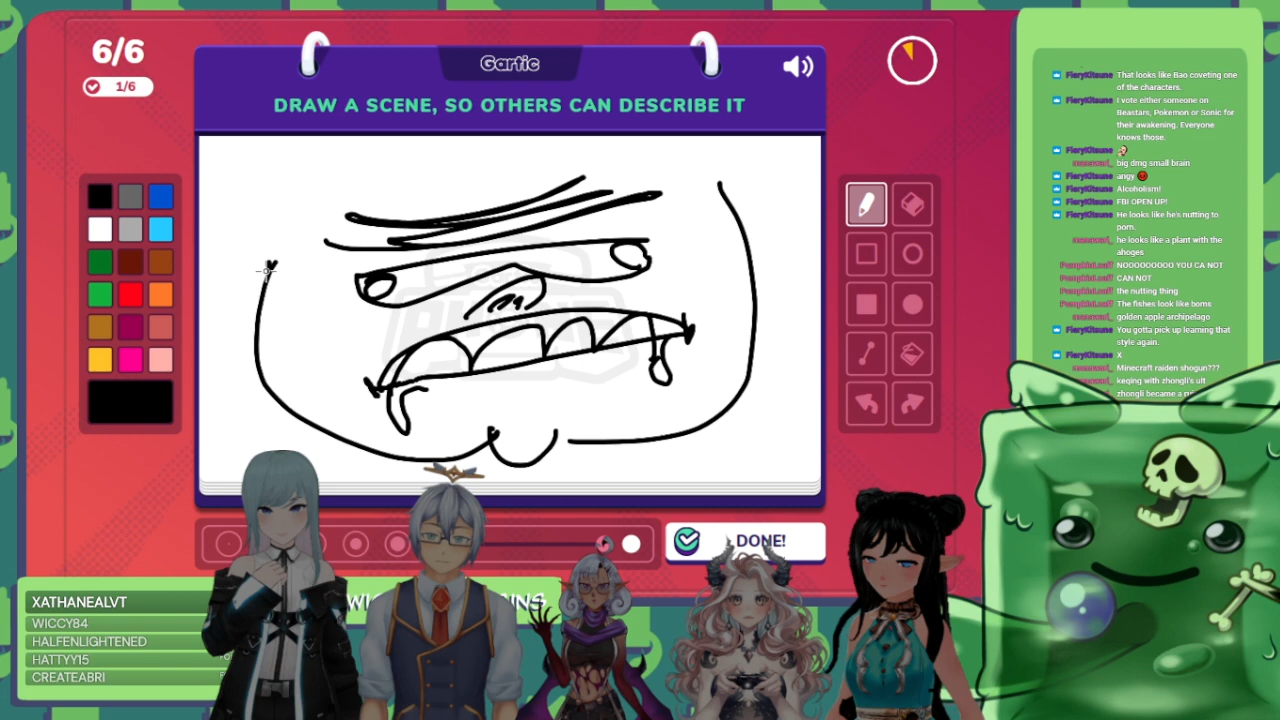 6/6
1/6
Gartic
DRAW A SCENE, SO OTHERS CAN DESCRIBE IT
DONE!
XATHANEALVT
WICCY84
HALFENLIGHTENED
HATTYY15
CREATEABRI
FieryKitsune That looks like Bao coveting one
of the characters.
FieryKitsune I vote either someone on
Beastars, Pokemon or Sonic for
their awakening. Everyone
knows those.
FieryKitsune
big dmg small brain
FieryKitsune angy
FieryKitsune Alcoholism!
FieryKitsune FBI OPEN UP!
FieryKitsune He looks like he's nutting to
porn.
he looks like a plant with the
ahoges
NOOOOOOOO YOU CA NOT
CAN NOT
the nutting thing
The fishes look like boms
golden apple archipelago
FieryKitsune You gotta pick up learning that
style again.
FieryKitsune X
Minecraft raiden shogun???
keqing with zhongli's ult
zhongli became a